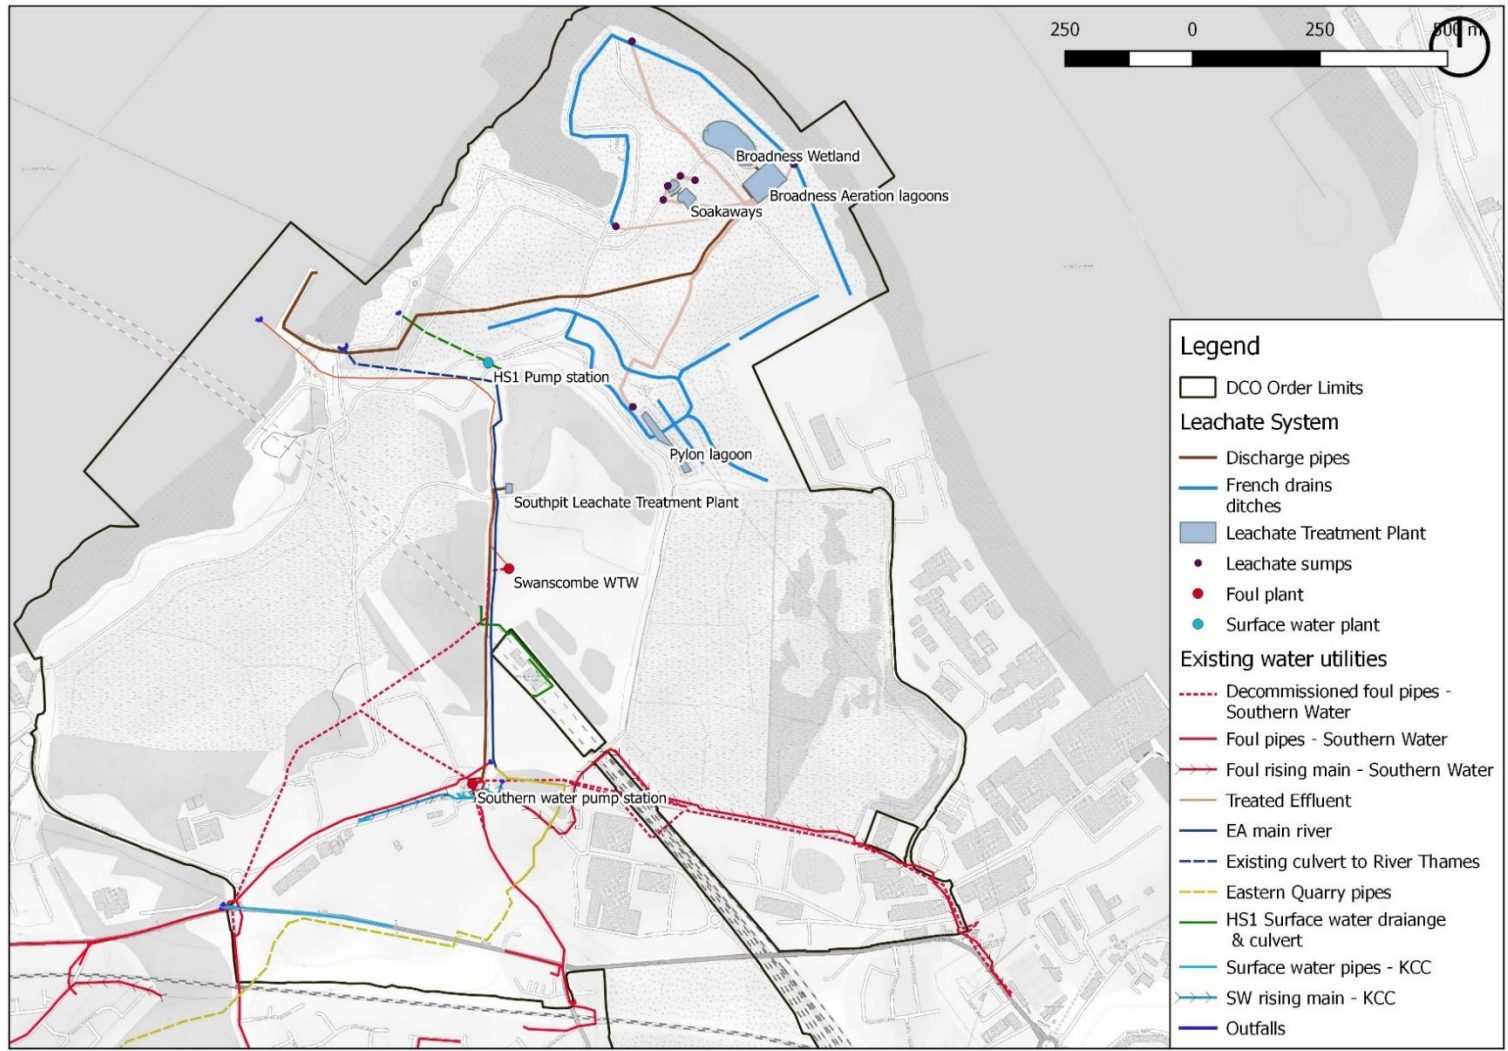 250 0 250 500 m
Broadness Wetland
Broadness Aeration lagoons
Soakaways
HS1 Pump station
Pylon lagoon
Southpit Leachate Treatment Plant
Swanscombe WTW
Southern water pump station
Legend
DCO Order Limits
Leachate System
Discharge pipes
French drains
ditches
Leachate Treatment Plant
Leachate sumps
Foul plant
Surface water plant
Existing water utilities
Decommissioned foul pipes -
Southern Water
Foul pipes - Southern Water
Foul rising main - Southern Water
Treated Effluent
EA main river
Existing culvert to River Thames
Eastern Quarry pipes
HS1 Surface water draiange
& culvert
Surface water pipes - KCC
SW rising main - KCC
Outfalls